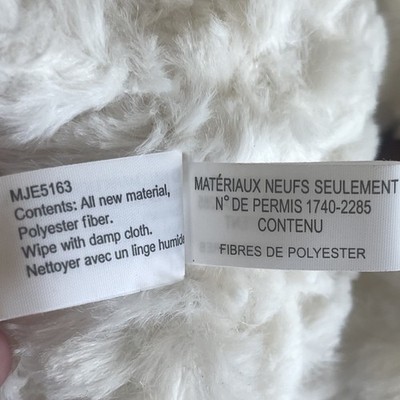 MJE5163
Contents: All new material,
Polyester fiber.
Wipe with damp cloth.
Nettoyer avec un linge humide
MATÉRIAUX NEUFS SEULEMENT
N° DE PERMIS 1740-2285
CONTENU
FIBRES DE POLYESTER